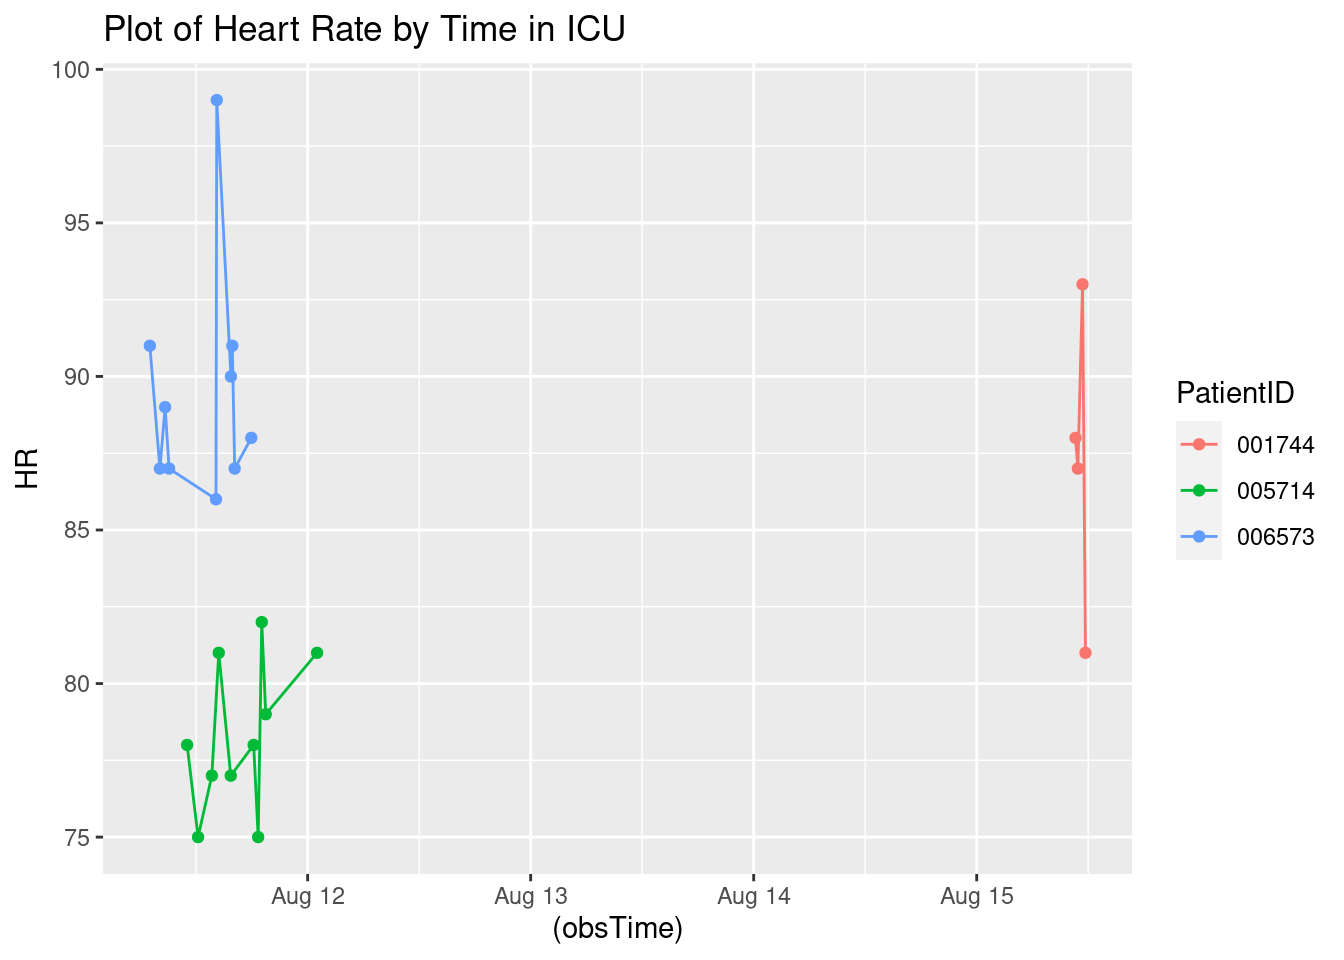 Plot of Heart Rate by Time in ICU
100
95
90
85
80
75
HR
Aug 12
Aug 13
Aug 14
Aug 15
(obsTime)
PatientID
001744
005714
006573